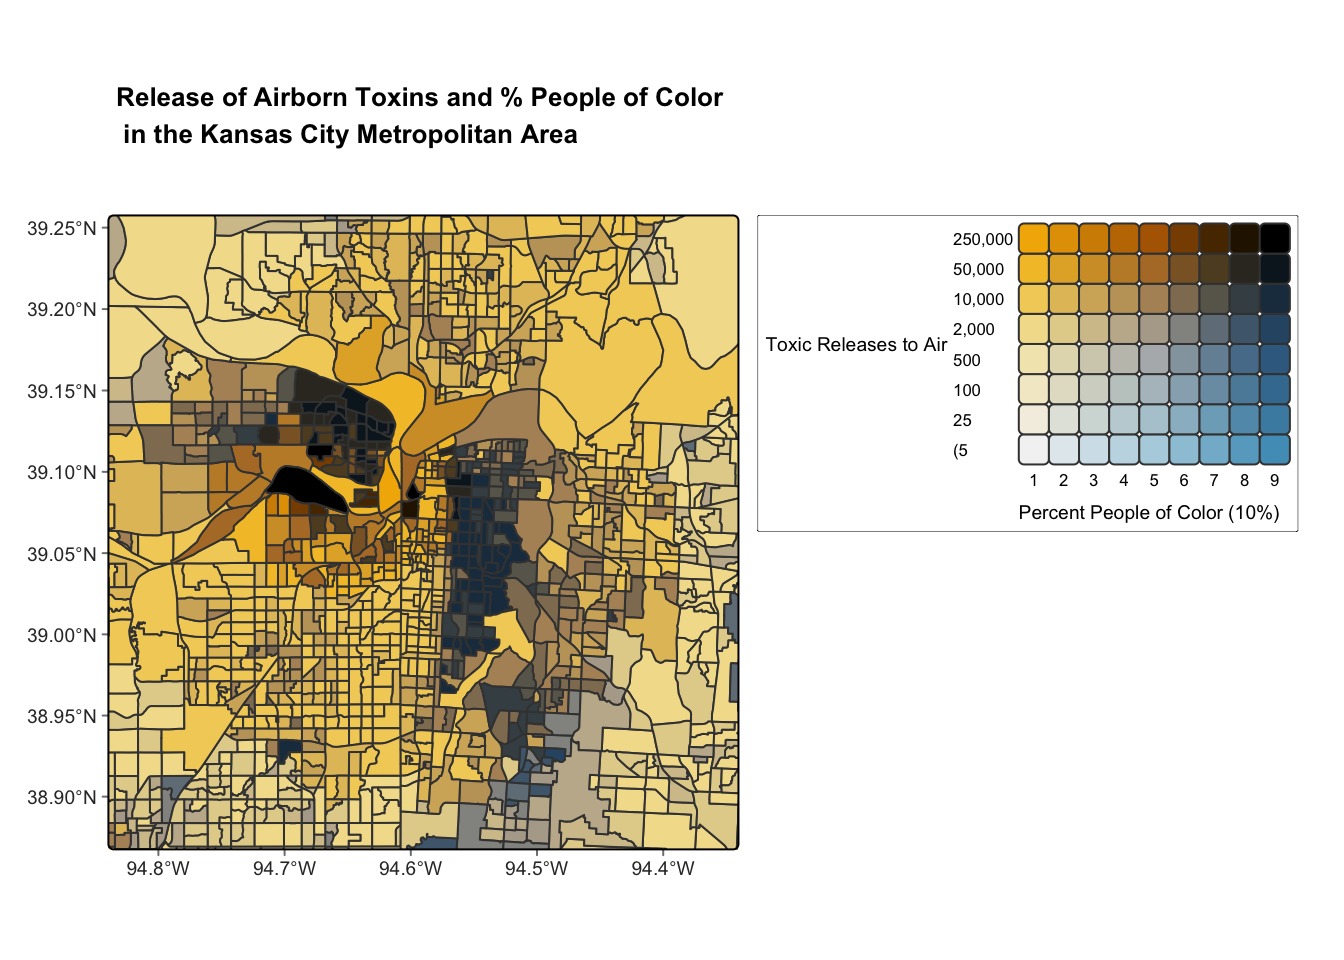 Release of Airborn Toxins and % People of Color
in the Kansas City Metropolitan Area
39.25°N
39.20°N
39.15°N
39.10°N
39.05°N
39.00°N
38.95°N
38.90°N
94.8°W 94.7°W 94.6°W 94.5°W 94.4°W
Toxic Releases to Air
250,000
50,000
10,000
2,000
500
100
25
(5
1 2 3 4 5 6 7 8 9
Percent People of Color (10%)